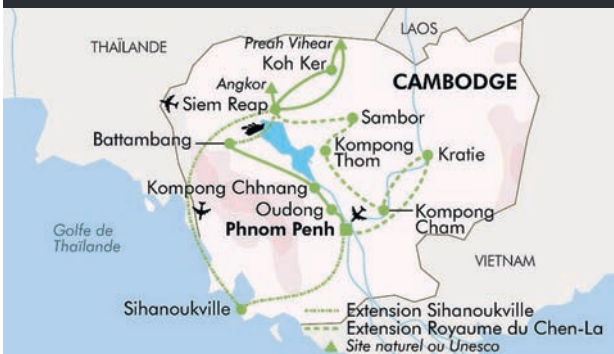 LAOS
THAÏLANDE
Preah Vihear
Koh Ker
CAMBODGE
Angkor
Siem Reap
Sambor
Battambang
Kompong
Thom
Kratie
Kompong Chhnang
Oudong
Kompong
Cham
Phnom Penh
Golfe de
Thaïlande
VIETNAM
Sihanoukville
Extension Sihanoukville
Extension Royaume du Chen-La
Site naturel ou Unesco